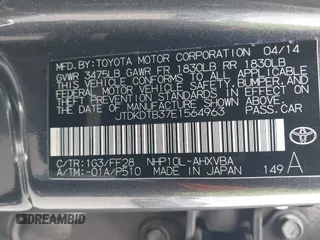 MFD.BY:TOYOTA MOTOR CORPORATION 04/14
GVWR 3475LB GAWR FR 1830LB RR 1830LB
THIS VEHICLE CONFORMS TO ALL APPLICABLE
FEDERAL MOTOR VEHICLE SAFETY, BUMPER, AND
THEFT PREVENTION STANDARDS IN EFFECT ON
THE DATE OF MANUFACTURE SHOWN ABOVE.
JTDKDTB37E1564963 PASS. CAR
TOYOTA
C/TR:1G3/FF28 NHP10L-AHXVBA
A/TM:-01A/P510 MADE IN JAPAN 149 A
© DREAMBID
AUTOBIDMASTER